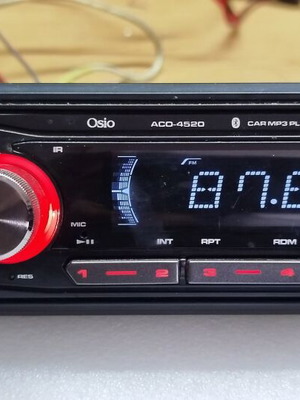 Osio ACO-4520 CAR MP3 PL
IR
FM
87.
MIC
INT RPT RDM
RES 1 2 3 4